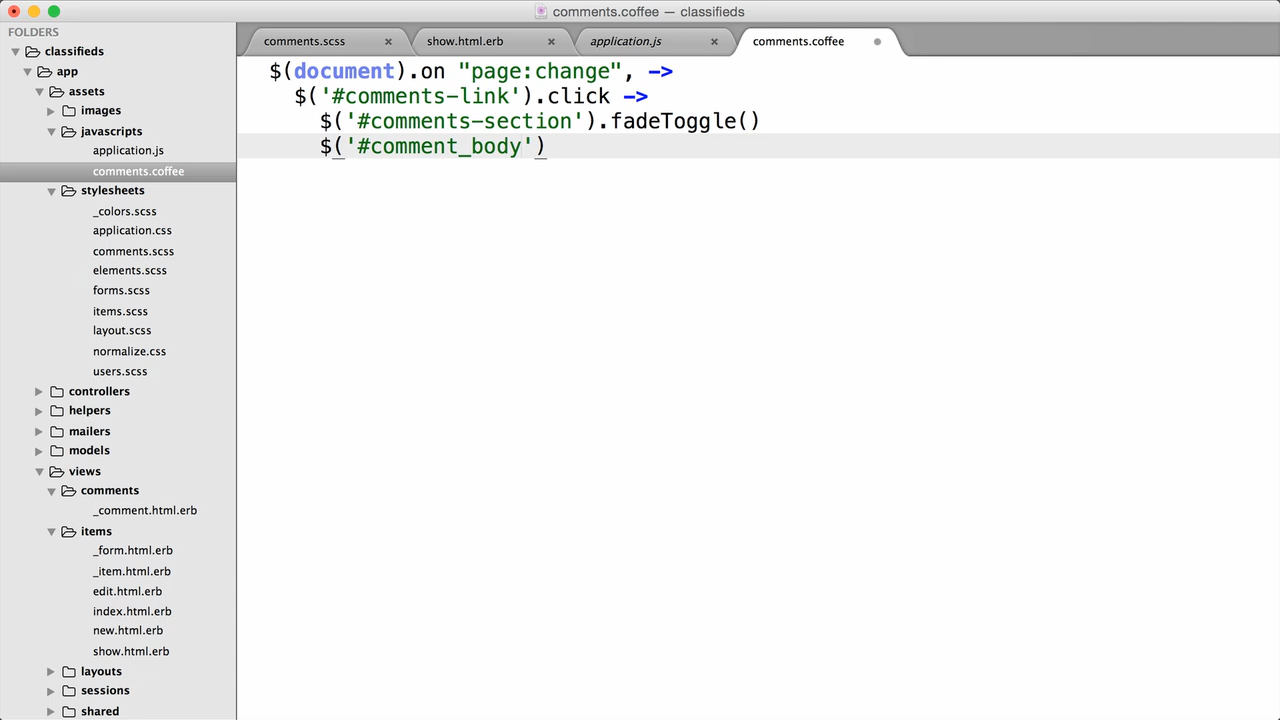 comments.coffee — classifieds
FOLDERS
classifieds
app
assets
images
javascripts
application.js
comments.coffee
stylesheets
_colors.scss
application.css
comments.scss
elements.scss
forms.scss
items.scss
layout.scss
normalize.css
users.scss
controllers
helpers
mailers
models
views
comments
_comment.html.erb
items
_form.html.erb
_item.html.erb
edit.html.erb
index.html.erb
new.html.erb
show.html.erb
layouts
sessions
shared
comments.scss
show.html.erb
application.js
comments.coffee
$(document).on "page:change", ->
  $('#comments-link').click ->
    $('#comments-section').fadeToggle()
    $('#comment_body')